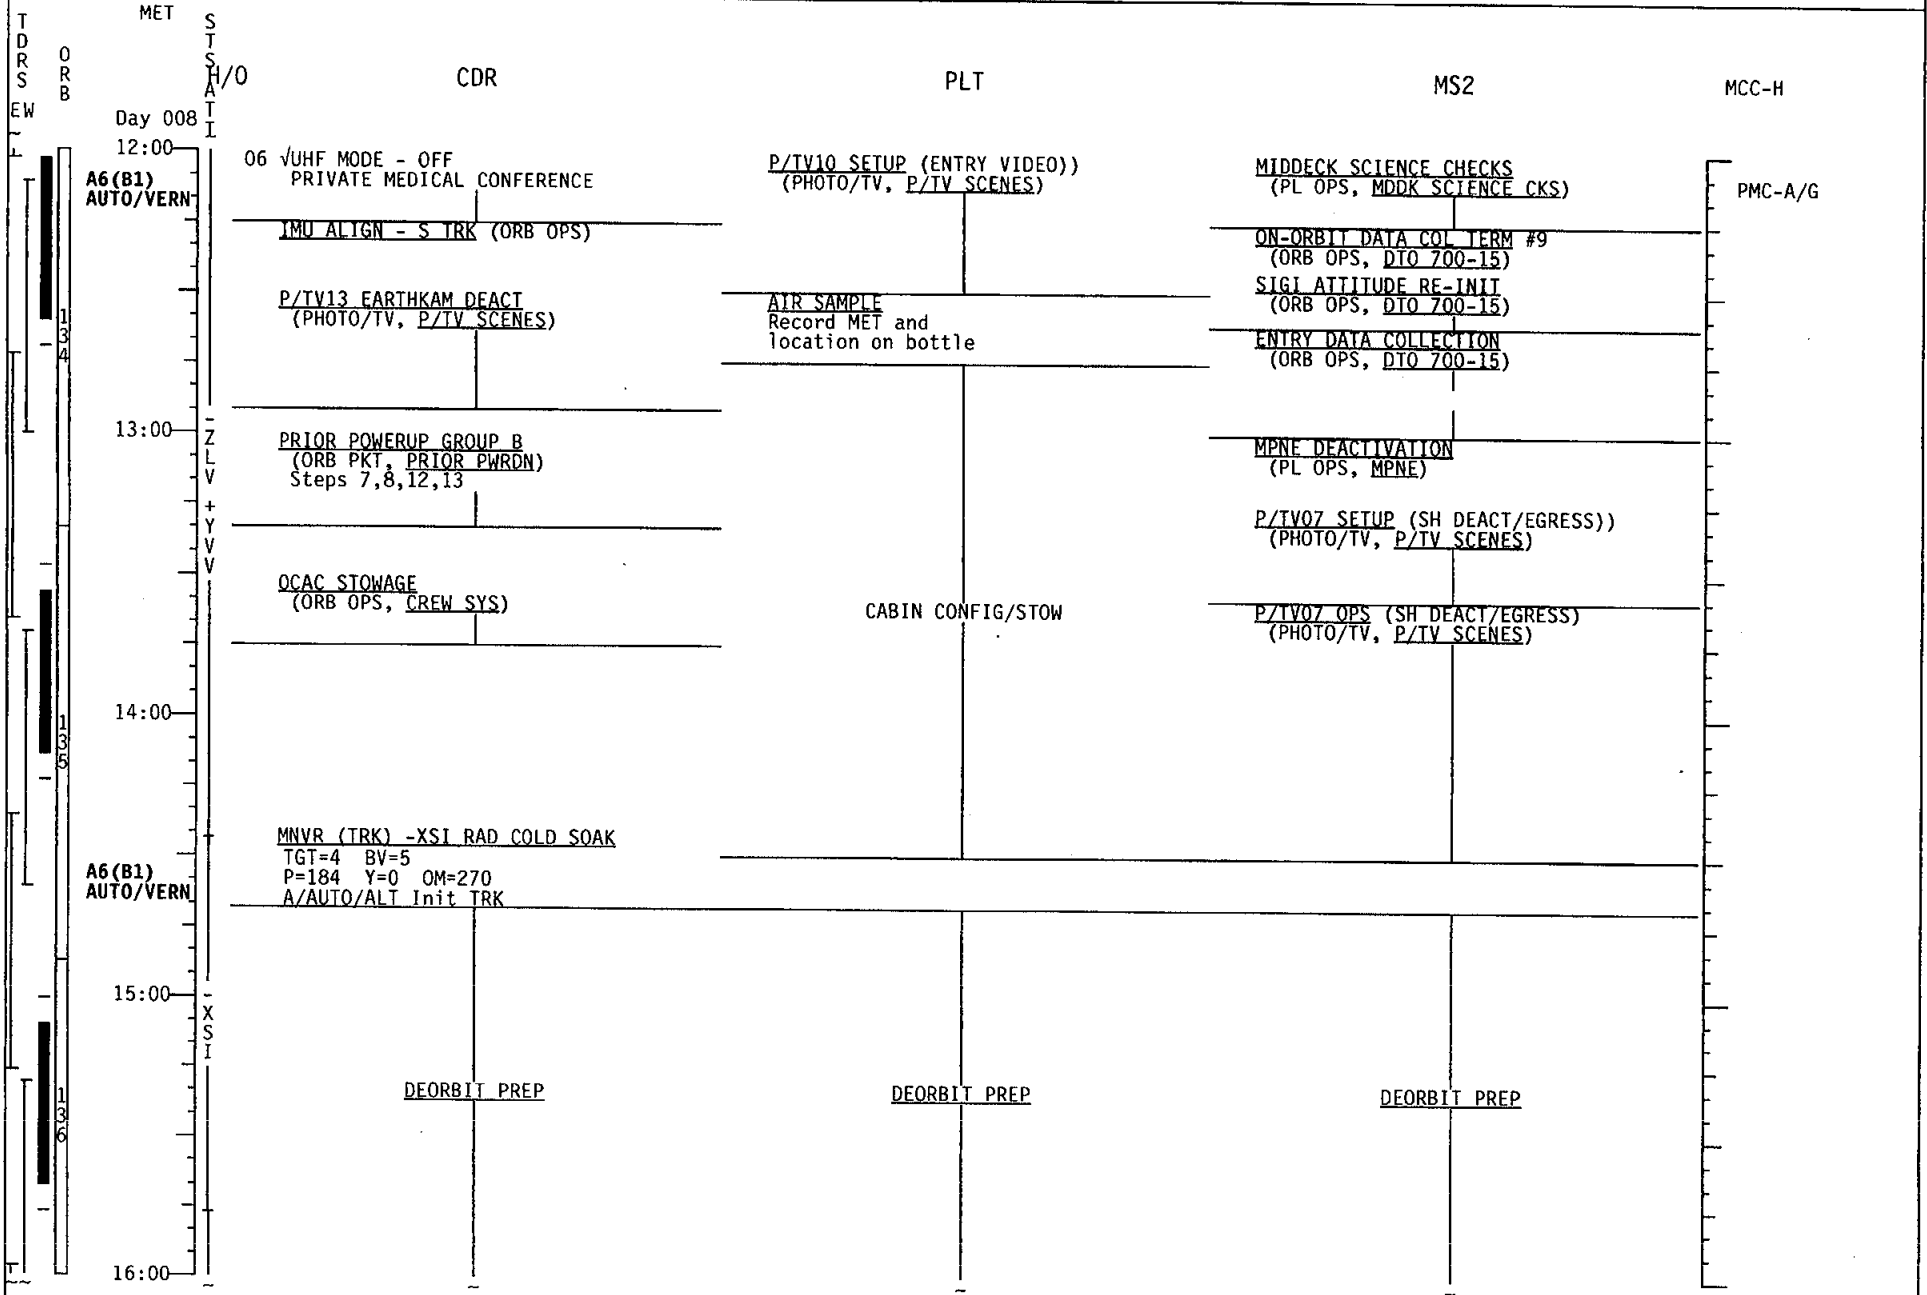 TDRS
EW
ORB
MET
STS ATTI
H/O
CDR
PLT
MS2
MCC-H
Day 008
12:00
A6(B1)
AUTO/VERN
134
06 √UHF MODE - OFF
PRIVATE MEDICAL CONFERENCE
IMU ALIGN - S TRK (ORB OPS)
P/TV13 EARTHKAM DEACT
(PHOTO/TV, P/TV SCENES)
P/TV10 SETUP (ENTRY VIDEO))
(PHOTO/TV, P/TV SCENES)
AIR SAMPLE
Record MET and
location on bottle
MIDDECK SCIENCE CHECKS
(PL OPS, MDDK SCIENCE CKS)
ON-ORBIT DATA COL TERM #9
(ORB OPS, DTO 700-15)
SIGI ATTITUDE RE-INIT
(ORB OPS, DTO 700-15)
ENTRY DATA COLLECTION
(ORB OPS, DTO 700-15)
PMC-A/G
13:00
-ZLV +YVV
PRIOR POWERUP GROUP B
(ORB PKT, PRIOR PWRDN)
Steps 7,8,12,13
OCAC STOWAGE
(ORB OPS, CREW SYS)
CABIN CONFIG/STOW
MPNE DEACTIVATION
(PL OPS, MPNE)
P/TV07 SETUP (SH DEACT/EGRESS))
(PHOTO/TV, P/TV SCENES)
P/TV07 OPS (SH DEACT/EGRESS)
(PHOTO/TV, P/TV SCENES)
135
14:00
MNVR (TRK) -XSI RAD COLD SOAK
TGT=4 BV=5
P=184 Y=0 OM=270
A/AUTO/ALT Init TRK
A6(B1)
AUTO/VERN
15:00
-XSI
136
DEORBIT PREP
DEORBIT PREP
DEORBIT PREP
16:00